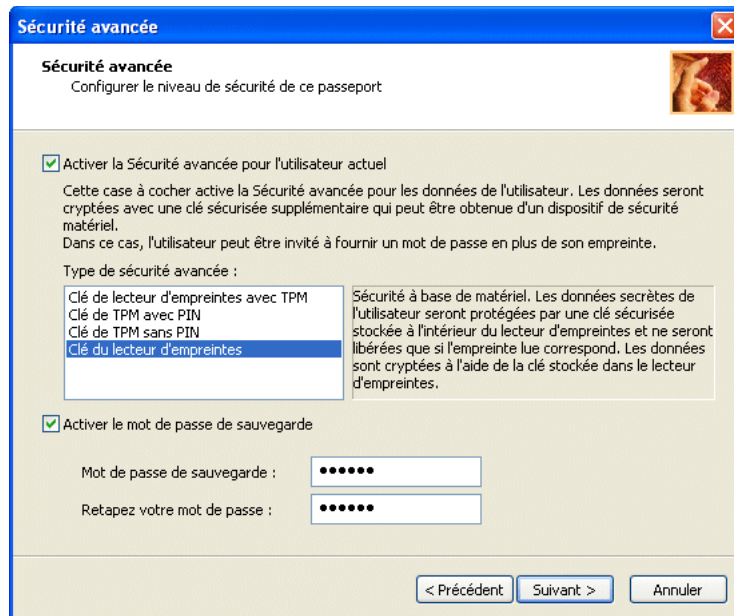 Sécurité avancée
Sécurité avancée
Configurer le niveau de sécurité de ce passeport
Activer la Sécurité avancée pour l'utilisateur actuel
Cette case à cocher active la Sécurité avancée pour les données de l'utilisateur. Les données seront
cryptées avec une clé sécurisée supplémentaire qui peut être obtenue d'un dispositif de sécurité
matériel.
Dans ce cas, l'utilisateur peut être invité à fournir un mot de passe en plus de son empreinte.
Type de sécurité avancée :
Clé de lecteur d'empreintes avec TPM
Clé de TPM avec PIN
Clé de TPM sans PIN
Clé du lecteur d'empreintes
Sécurité à base de matériel. Les données secrètes de
l'utilisateur seront protégées par une clé sécurisée
stockée à l'intérieur du lecteur d'empreintes et ne seront
libérées que si l'empreinte lue correspond. Les données
sont cryptées à l'aide de la clé stockée dans le lecteur
d'empreintes.
Activer le mot de passe de sauvegarde
Mot de passe de sauvegarde : ●●●●●●
Retapez votre mot de passe : ●●●●●●
< Précédent Suivant > Annuler